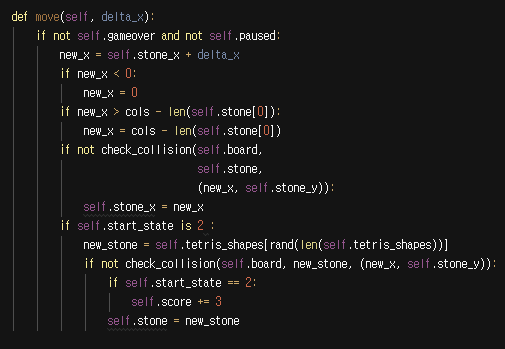 def move(self, delta_x):
    if not self.gameover and not self.paused:
        new_x = self.stone_x + delta_x
        if new_x < 0:
            new_x = 0
        if new_x > cols - len(self.stone[0]):
            new_x = cols - len(self.stone[0])
        if not check_collision(self.board,
                               self.stone,
                               (new_x, self.stone_y)):
            self.stone_x = new_x
        if self.start_state is 2 :
            new_stone = self.tetris_shapes[rand(len(self.tetris_shapes))]
            if not check_collision(self.board, new_stone, (new_x, self.stone_y)):
                if self.start_state == 2:
                    self.score += 3
                self.stone = new_stone